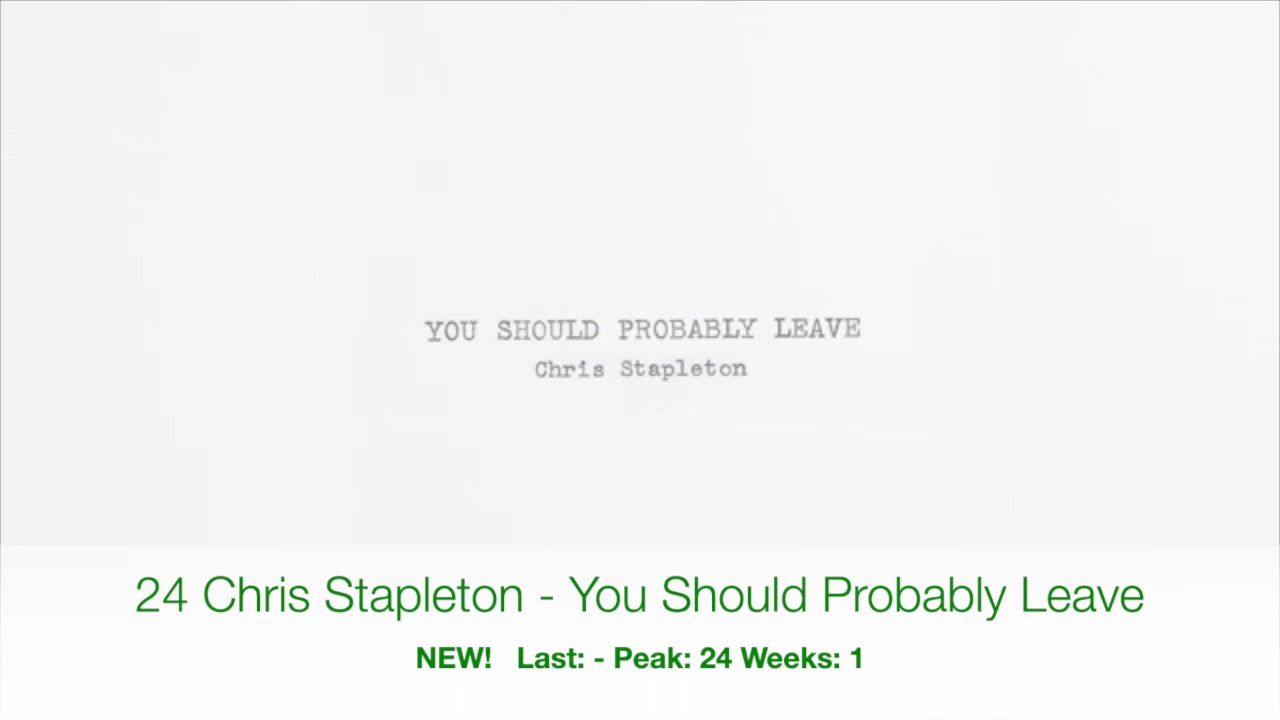 YOU SHOULD PROBABLY LEAVE
Chris Stapleton
24 Chris Stapleton - You Should Probably Leave
NEW! Last: - Peak: 24 Weeks: 1